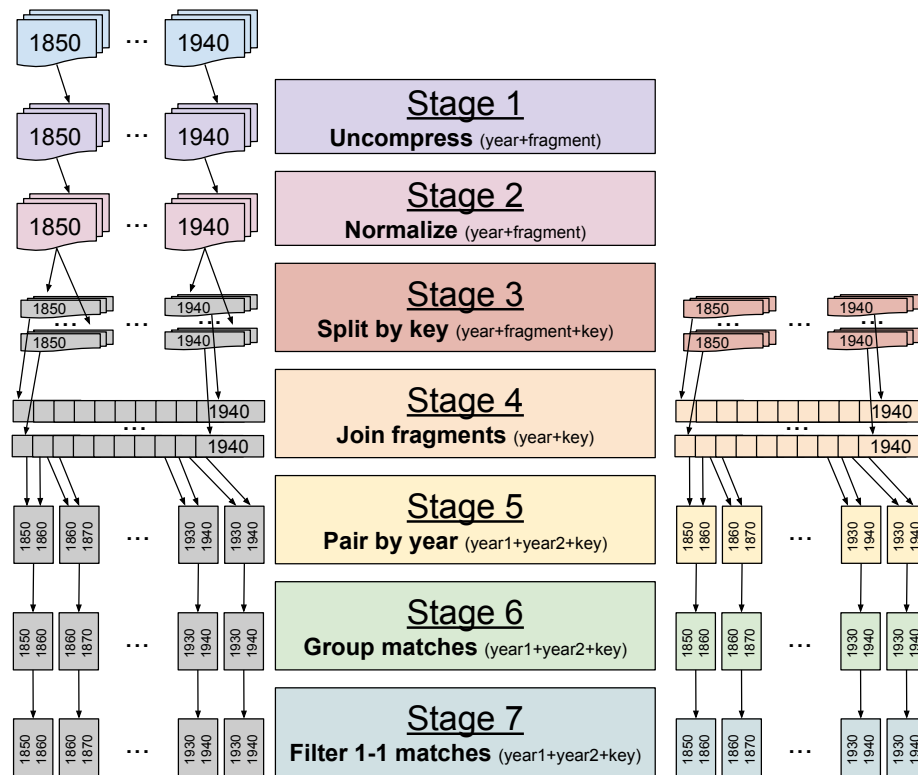 1850 ... 1940
Stage 1
Uncompress (year+fragment)
1850 ... 1940
Stage 2
Normalize (year+fragment)
1850 ... 1940
Stage 3
Split by key (year+fragment+key)
1850 1940 1850 1940
... ... ... ... ... ...
1850 1940 1850 1940
Stage 4
Join fragments (year+key)
1940 1940
... ...
1940 1940
Stage 5
Pair by year (year1+year2+key)
1850 1860 1860 1870 ... 1930 1940 1930 1940
1850 1860 1860 1870 ... 1930 1940 1930 1940
Stage 6
Group matches (year1+year2+key)
1850 1860 1860 1870 ... 1930 1940 1930 1940
1850 1860 1860 1870 ... 1930 1940 1930 1940
Stage 7
Filter 1-1 matches (year1+year2+key)
1850 1860 1860 1870 ... 1930 1940 1930 1940
1850 1860 1860 1870 ... 1930 1940 1930 1940